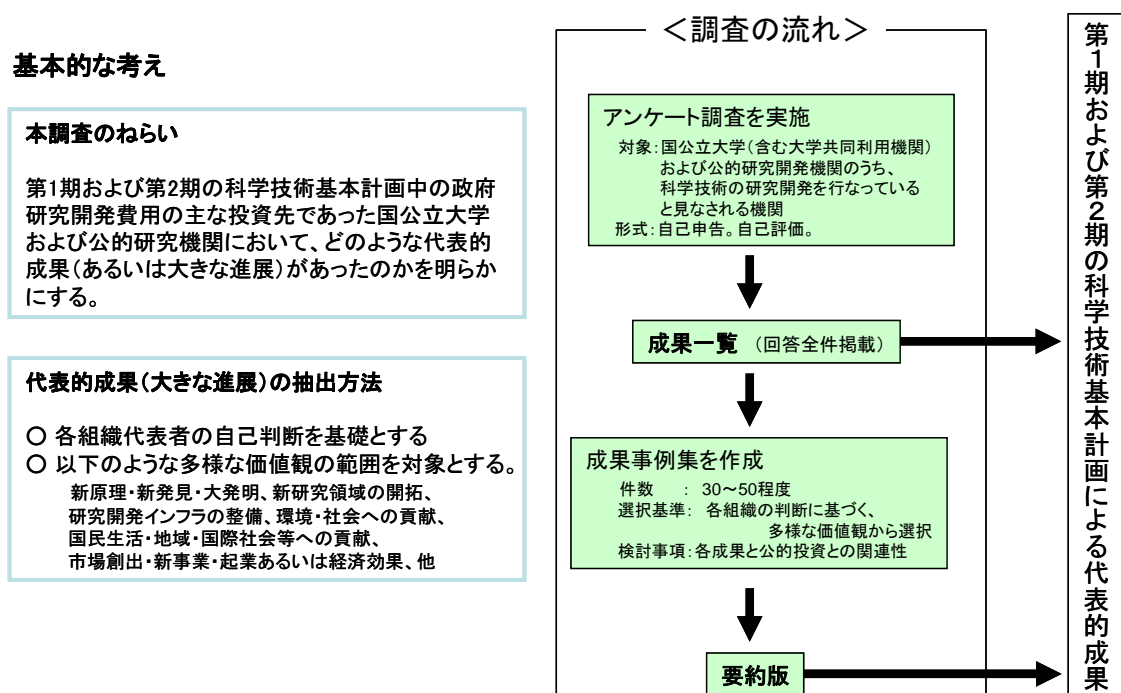 基本的な考え
本調査のねらい
第1期および第2期の科学技術基本計画中の政府
研究開発費用の主な投資先であった国公立大学
および公的研究機関において、どのような代表的
成果（あるいは大きな進展）があったのかを明らか
にする。
代表的成果（大きな進展）の抽出方法
○ 各組織代表者の自己判断を基礎とする
○ 以下のような多様な価値観の範囲を対象とする。
新原理・新発見・大発明、新研究領域の開拓、
研究開発インフラの整備、環境・社会への貢献、
国民生活・地域・国際社会等への貢献、
市場創出・新事業・起業あるいは経済効果、他
＜調査の流れ＞
アンケート調査を実施
対象：国公立大学（含む大学共同利用機関）
および公的研究開発機関のうち、
科学技術の研究開発を行なっている
と見なされる機関
形式：自己申告。自己評価。
成果一覧 （回答全件掲載）
成果事例集を作成
件数 ： 30～50程度
選択基準： 各組織の判断に基づく、
多様な価値観から選択
検討事項：各成果と公的投資との関連性
要約版
第1期および第2期の科学技術基本計画による代表的成果